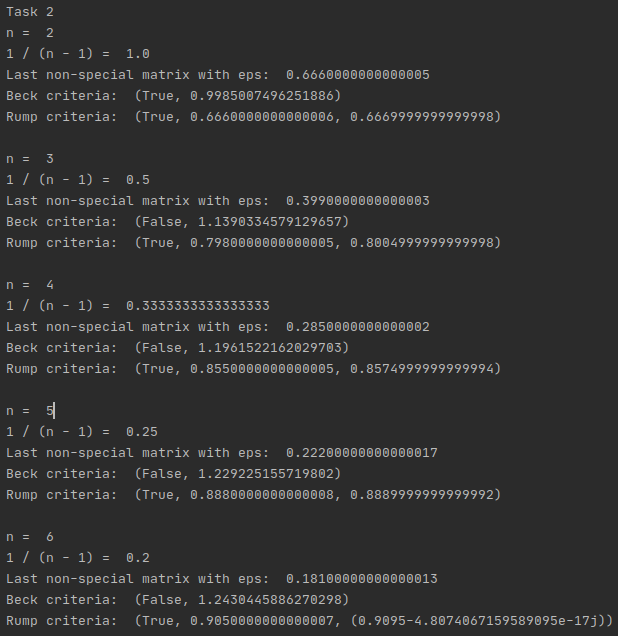 Task 2
n =  2
1 / (n - 1) =  1.0
Last non-special matrix with eps:  0.6660000000000005
Beck criteria:  (True, 0.9985007496251886)
Rump criteria:  (True, 0.6660000000000006, 0.6669999999999998)
n =  3
1 / (n - 1) =  0.5
Last non-special matrix with eps:  0.3990000000000003
Beck criteria:  (False, 1.1390334579129657)
Rump criteria:  (True, 0.7980000000000005, 0.8004999999999998)
n =  4
1 / (n - 1) =  0.3333333333333333
Last non-special matrix with eps:  0.2850000000000002
Beck criteria:  (False, 1.1961522162029703)
Rump criteria:  (True, 0.8550000000000005, 0.8574999999999994)
n =  5
1 / (n - 1) =  0.25
Last non-special matrix with eps:  0.22200000000000017
Beck criteria:  (False, 1.229225155719802)
Rump criteria:  (True, 0.8880000000000008, 0.8889999999999992)
n =  6
1 / (n - 1) =  0.2
Last non-special matrix with eps:  0.18100000000000013
Beck criteria:  (False, 1.2430445886270298)
Rump criteria:  (True, 0.9050000000000007, (0.9095-4.8074067159589095e-17j))